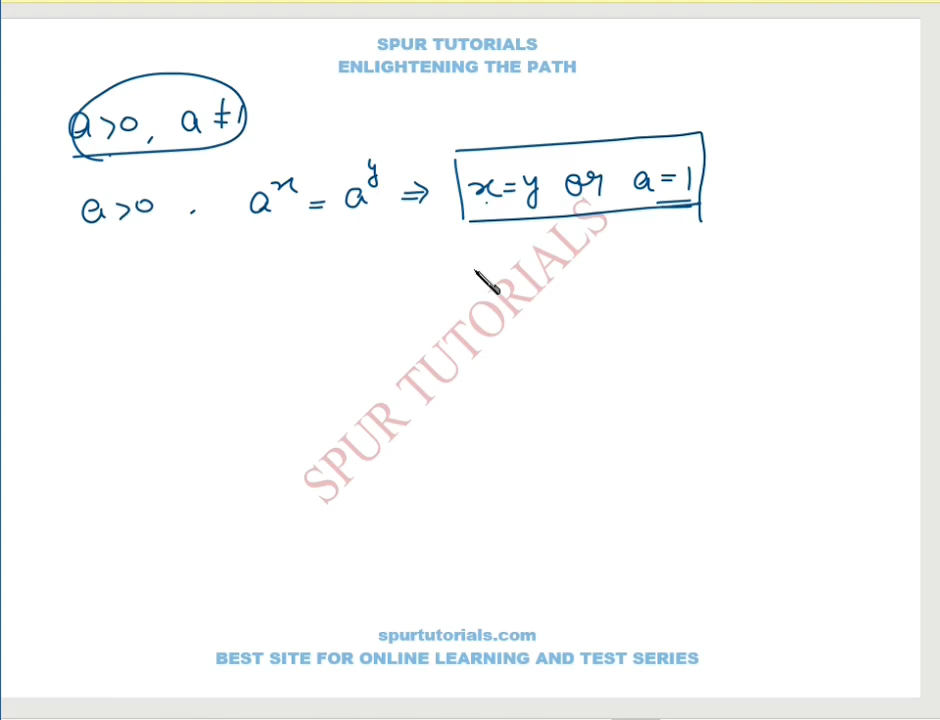 SPUR TUTORIALS
ENLIGHTENING THE PATH
a>0, a≠1
a>0 . a^x = a^y ⇒ x=y or a=1
SPUR TUTORIALS
spurtutorials.com
BEST SITE FOR ONLINE LEARNING AND TEST SERIES